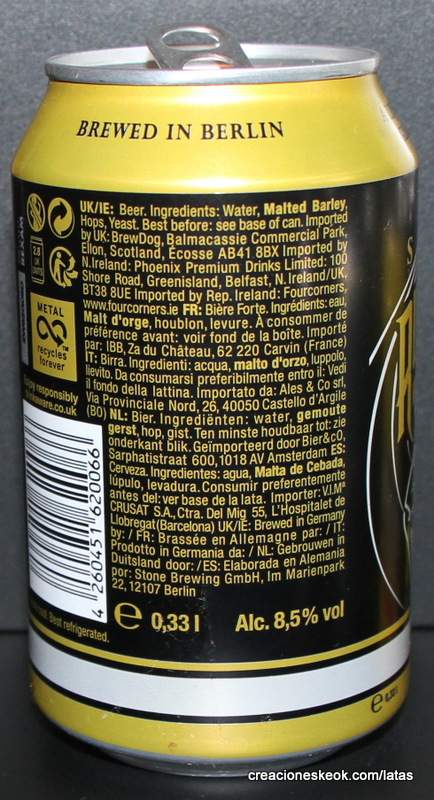 BREWED IN BERLIN
UK/IE: Beer. Ingredients: Water, Malted Barley,
Hops, Yeast. Best before: see base of can. Imported
by UK: BrewDog, Balmacassie Commercial Park,
Ellon, Scotland, Écosse AB41 8BX Imported by
N.Ireland: Phoenix Premium Drinks Limited: 100
Shore Road, Greenisland, Belfast, N.Ireland/UK,
BT38 8UE Imported by Rep. Ireland: Fourcorners,
www.fourcorners.ie FR: Bière Forte. Ingrédients: eau,
Malt d'orge, houblon, levure. À consommer de
préférence avant: voir fond de la boîte. Importé
par: IBB, Za du Château, 62 220 Carvin (France)
IT: Birra. Ingredienti: acqua, malto d'orzo, luppolo,
lievito. Da consumarsi preferibilmente entro il: Vedi
il fondo della lattina. Importato da: Ales & Co srl,
Via Provinciale Nord, 26, 40050 Castello d'Argile
(BO) NL: Bier. Ingrediënten: water, gemoute
gerst, hop, gist. Ten minste houdbaar tot: zie
onderkant blik. Geïmporteerd door Bier&cO,
Sarphatistraat 600, 1018 AV Amsterdam ES:
Cerveza. Ingredientes: agua, Malta de Cebada,
lúpulo, levadura. Consumir preferentemente
antes del: ver base de la lata. Importer: V.I.Mª
CRUSAT S.A., Ctra. Del Mig 55, L'Hospitalet de
Llobregat(Barcelona) UK/IE: Brewed in Germany
by: / FR: Brassée en Allemagne par: / IT:
Prodotto in Germania da: / NL: Gebrouwen in
Duitsland door: / ES: Elaborada en Alemania
por: Stone Brewing GmbH, Im Marienpark
22, 12107 Berlin
REXAM
2.8
UK
UNITS
METAL
recycles
forever
Enjoy responsibly
4 260451 620066
Best refrigerated.
e 0,33 l Alc. 8,5% vol
e
creacioneskeok.com/latas